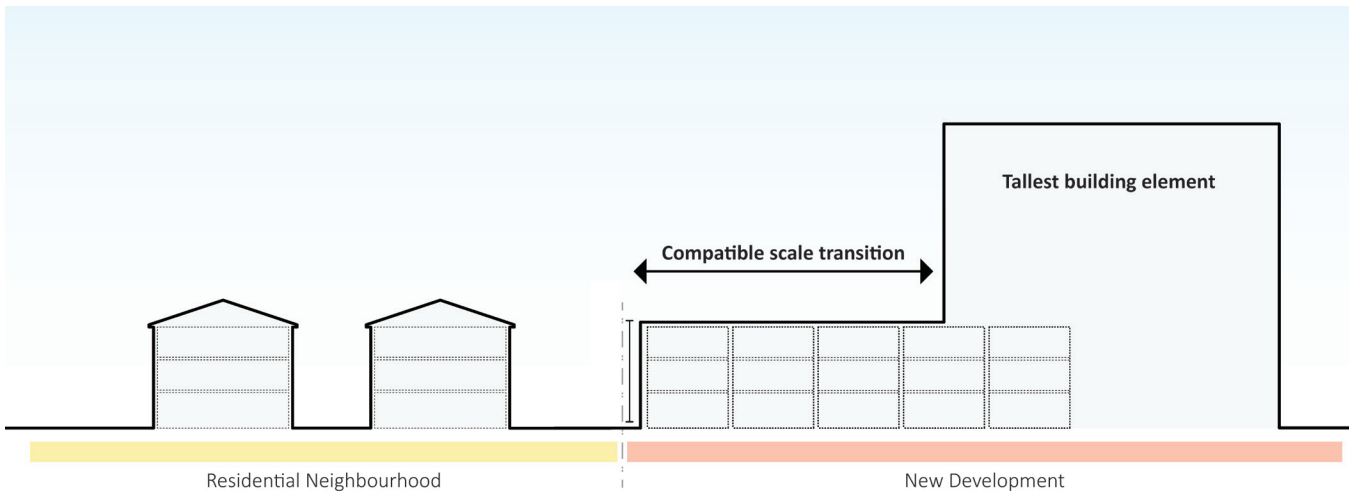 Tallest building element
Compatible scale transition
Residential Neighbourhood
New Development